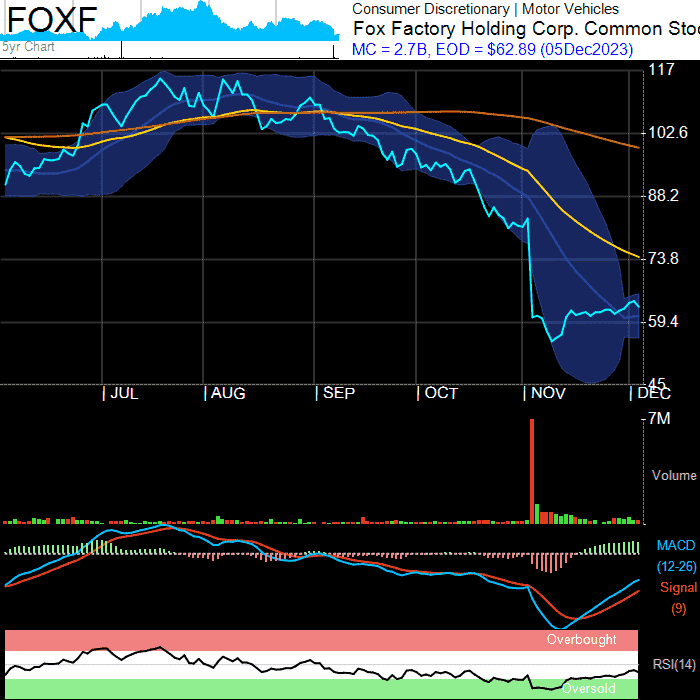 FOXF
5yr Chart
Consumer Discretionary | Motor Vehicles
Fox Factory Holding Corp. Common Stoc
MC = 2.7B, EOD = $62.89 (05Dec2023)
117
102.6
88.2
73.8
59.4
45
JUL
AUG
SEP
OCT
NOV
DEC
7M
Volume
MACD
(12-26)
Signal
(9)
Overbought
RSI(14)
Oversold